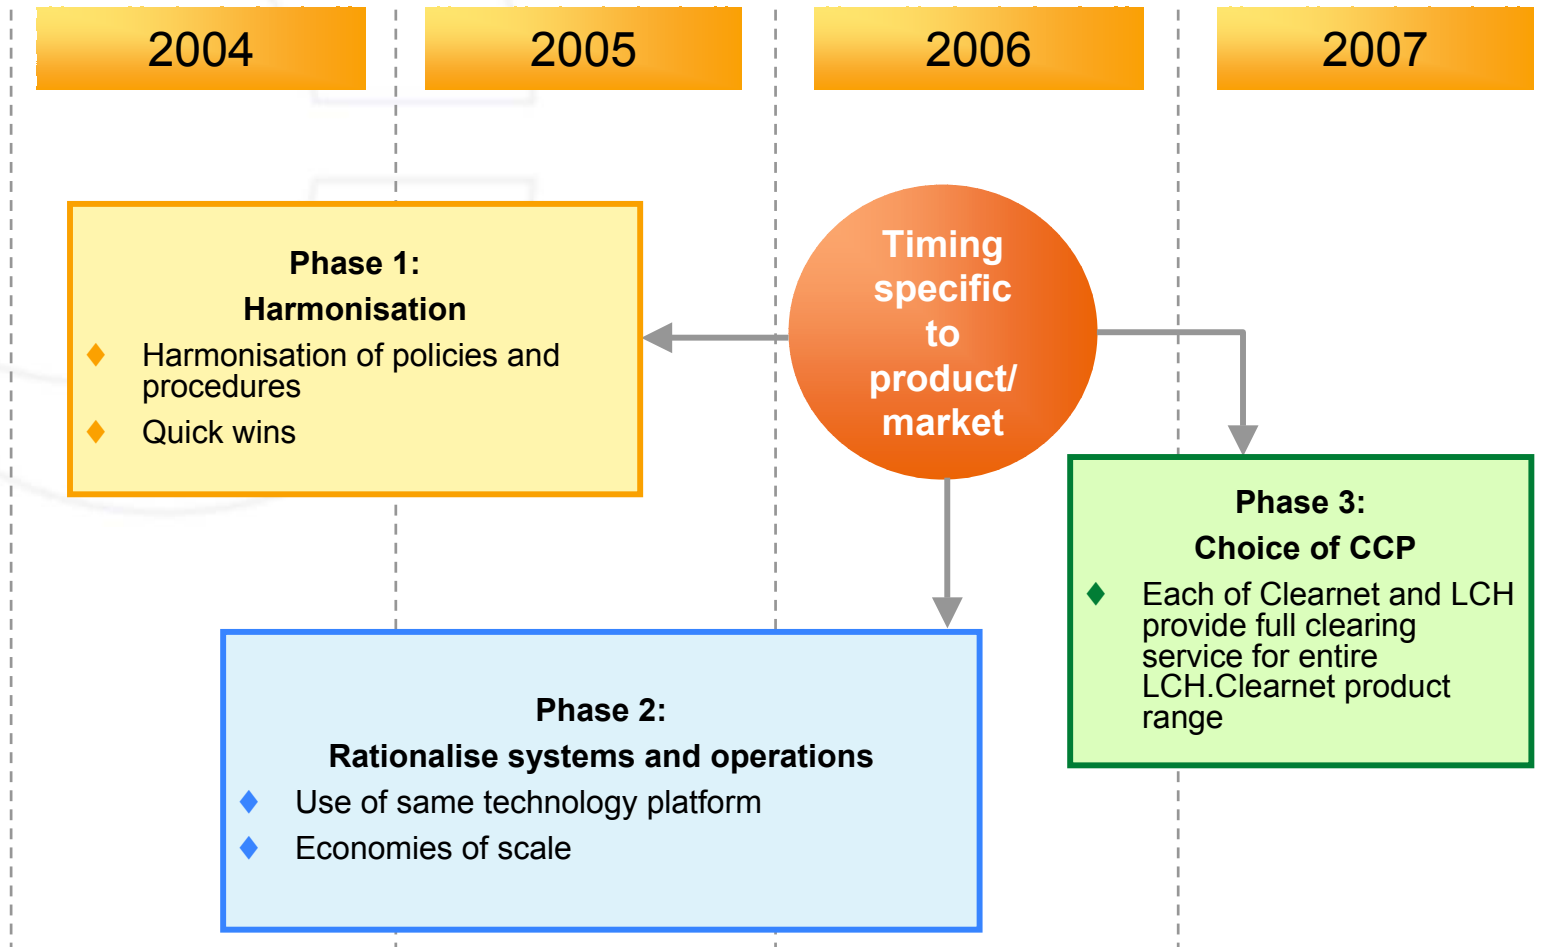 2004
2005
2006
2007
Phase 1:
Harmonisation
♦ Harmonisation of policies and
procedures
♦ Quick wins
Timing
specific
to
product/
market
Phase 2:
Rationalise systems and operations
♦ Use of same technology platform
♦ Economies of scale
Phase 3:
Choice of CCP
♦ Each of Clearnet and LCH
provide full clearing
service for entire
LCH.Clearnet product
range